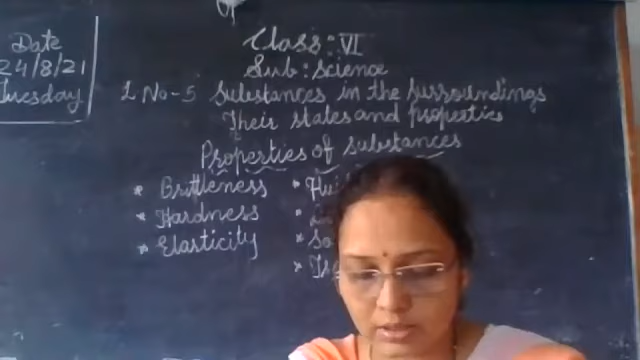 Date
24/8/21
Tuesday
Class: VI
Sub: Science
L No-5 Substances in the surroundings
Their states and properties
Properties of substances
* Brittleness
* Hardness
* Elasticity